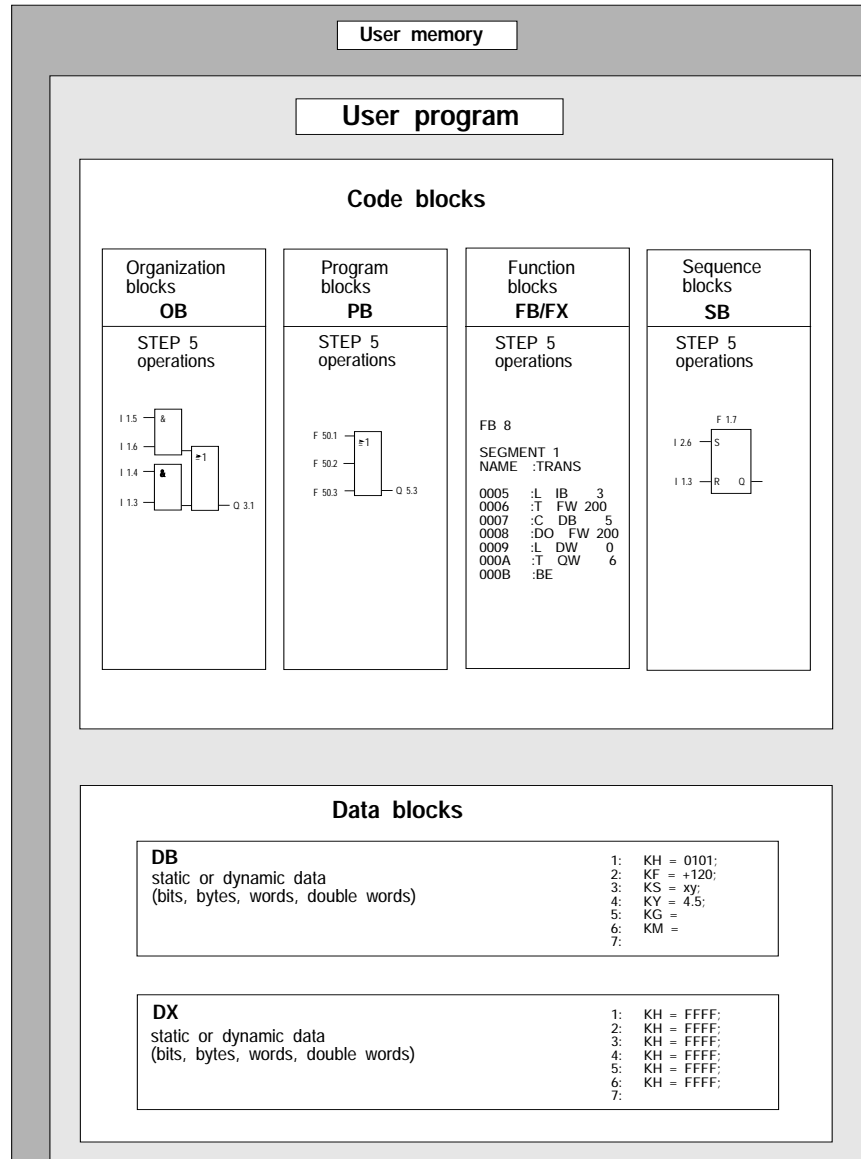 User memory
User program
Code blocks
Organization
blocks
OB
STEP 5
operations
I 1.5
&
I 1.6
≥1
I 1.4
&
I 1.3
Q 3.1
Program
blocks
PB
STEP 5
operations
F 50.1
≥1
F 50.2
F 50.3
Q 5.3
Function
blocks
FB/FX
STEP 5
operations
FB 8
SEGMENT 1
NAME :TRANS
0005 :L IB 3
0006 :T FW 200
0007 :C DB 5
0008 :DO FW 200
0009 :L DW 0
000A :T QW 6
000B :BE
Sequence
blocks
SB
STEP 5
operations
F 1.7
I 2.6
S
I 1.3
R Q
Data blocks
DB
static or dynamic data
(bits, bytes, words, double words)
1: KH = 0101;
2: KF = +120;
3: KS = xy;
4: KY = 4.5;
5: KG =
6: KM =
7:
DX
static or dynamic data
(bits, bytes, words, double words)
1: KH = FFFF;
2: KH = FFFF;
3: KH = FFFF;
4: KH = FFFF;
5: KH = FFFF;
6: KH = FFFF;
7: